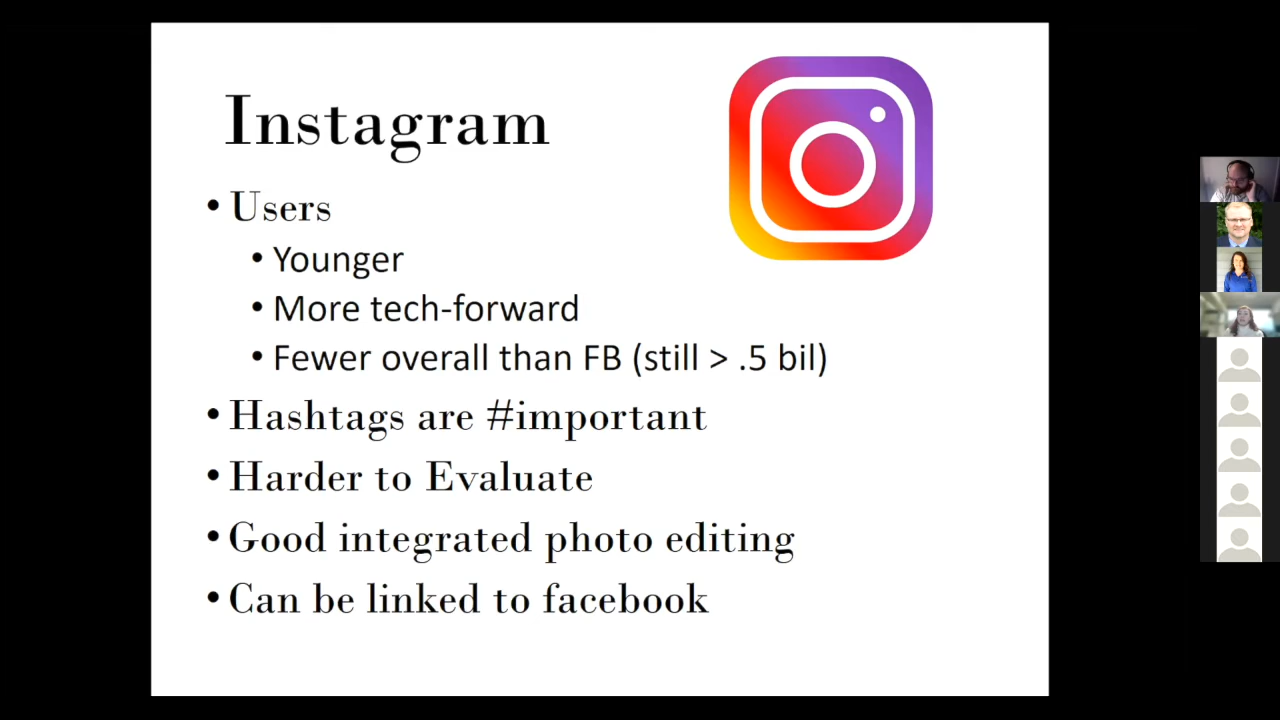 Instagram
• Users
• Younger
• More tech-forward
• Fewer overall than FB (still > .5 bil)
• Hashtags are #important
• Harder to Evaluate
• Good integrated photo editing
• Can be linked to facebook